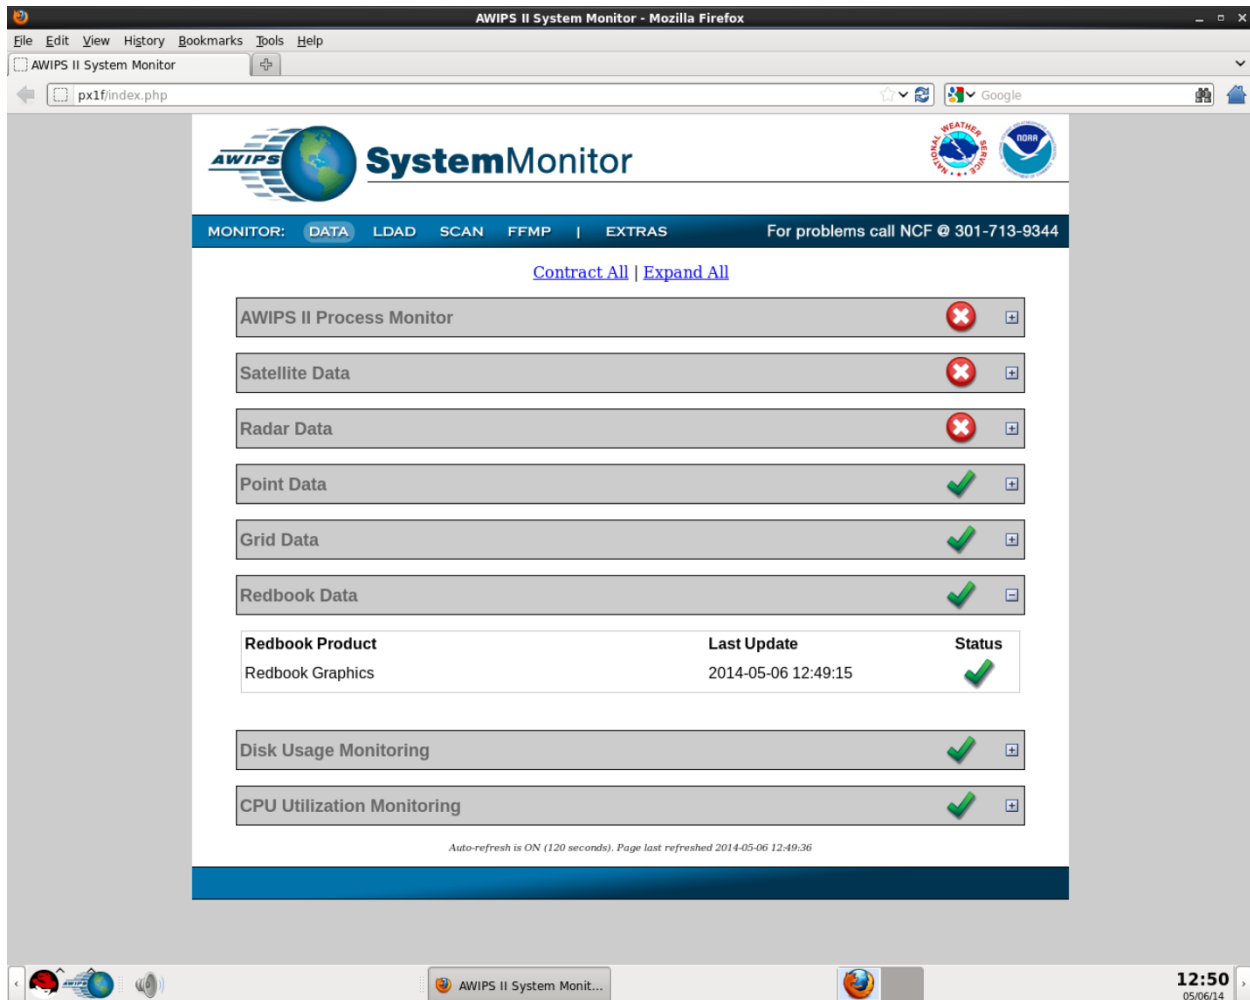 AWIPS II System Monitor - Mozilla Firefox
File Edit View History Bookmarks Tools Help
AWIPS II System Monitor
px1f/index.php Google
AWIPS SystemMonitor NATIONAL WEATHER SERVICE NOAA
MONITOR: DATA LDAD SCAN FFMP | EXTRAS For problems call NCF @ 301-713-9344
Contract All | Expand All
AWIPS II Process Monitor
Satellite Data
Radar Data
Point Data
Grid Data
Redbook Data
Redbook Product Last Update Status
Redbook Graphics 2014-05-06 12:49:15
Disk Usage Monitoring
CPU Utilization Monitoring
Auto-refresh is ON (120 seconds). Page last refreshed 2014-05-06 12:49:36
AWIPS II System Monit... 12:50
05/06/14